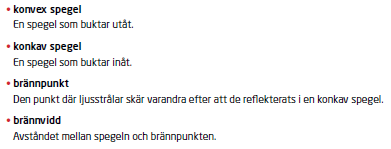 • konvex spegel
En spegel som buktar utåt.
• konkav spegel
En spegel som buktar inåt.
• brännpunkt
Den punkt där ljusstrålar skär varandra efter att de reflekterats i en konkav spegel.
• brännvidd
Avståndet mellan spegeln och brännpunkten.